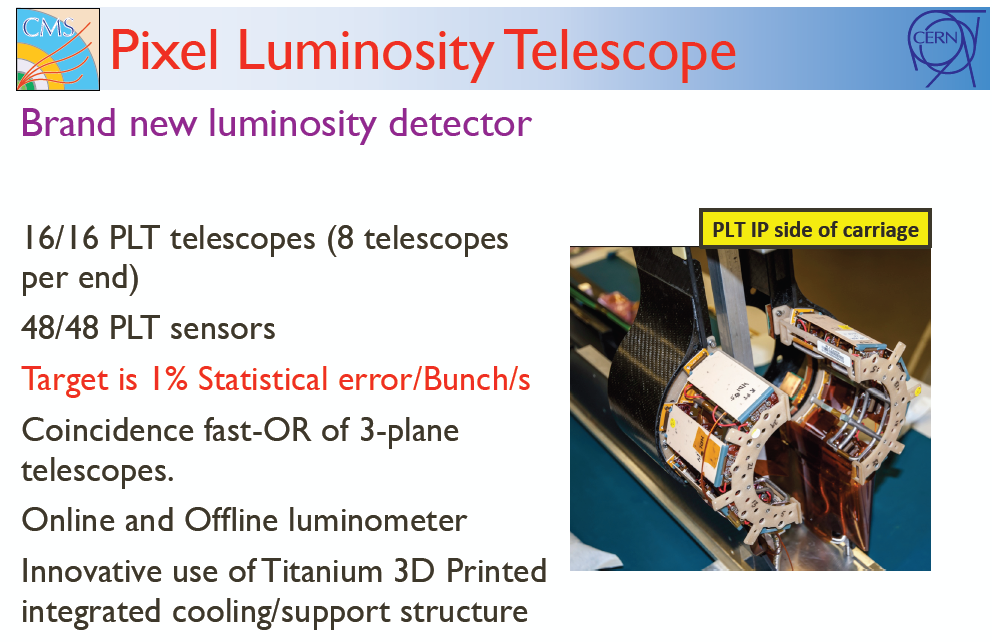 CMS
Pixel Luminosity Telescope
CERN
Brand new luminosity detector
16/16 PLT telescopes (8 telescopes
per end)
48/48 PLT sensors
Target is 1% Statistical error/Bunch/s
Coincidence fast-OR of 3-plane
telescopes.
Online and Offline luminometer
Innovative use of Titanium 3D Printed
integrated cooling/support structure
PLT IP side of carriage